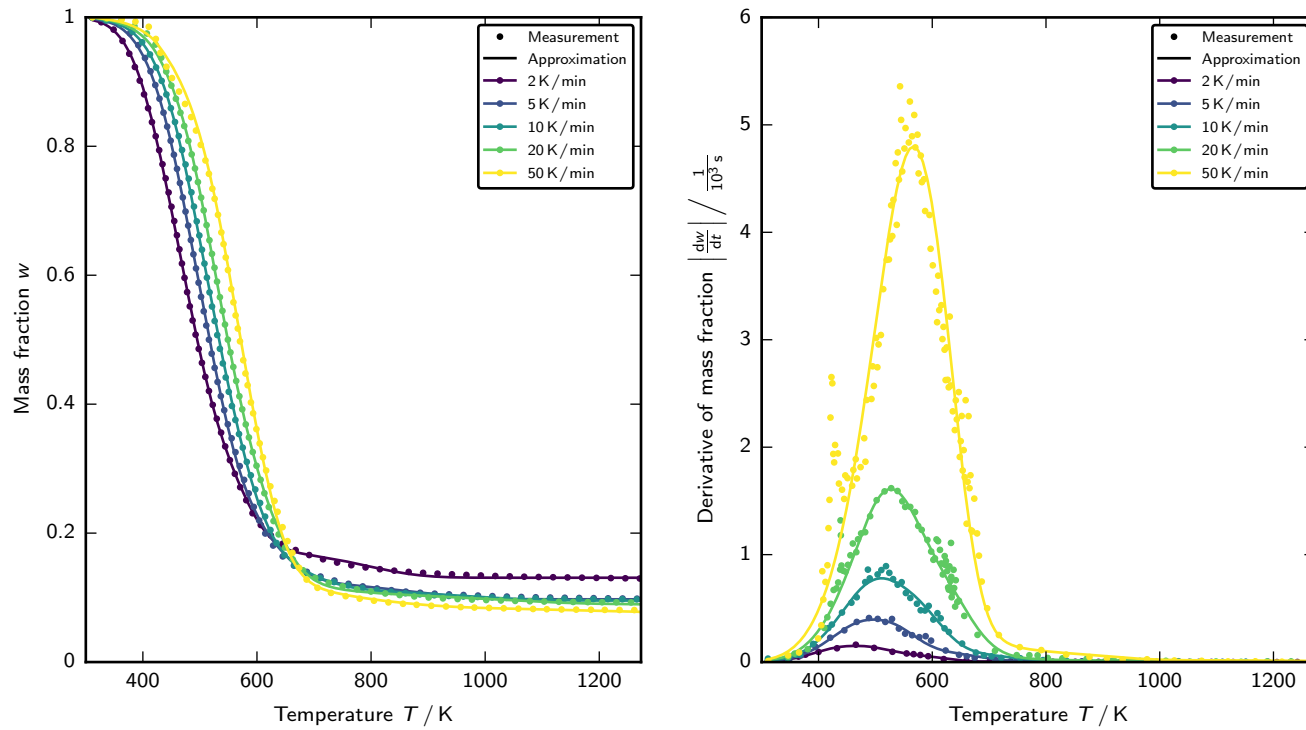 1
0.8
0.6
0.4
0.2
0
400
600
800
1000
1200
Temperature T / K
Mass fraction w
Measurement
Approximation
2 K/min
5 K/min
10 K/min
20 K/min
50 K/min
6
5
4
3
2
1
0
400
600
800
1000
1200
Temperature T / K
Derivative of mass fraction |dw/dt| / 1/10³ s
Measurement
Approximation
2 K/min
5 K/min
10 K/min
20 K/min
50 K/min